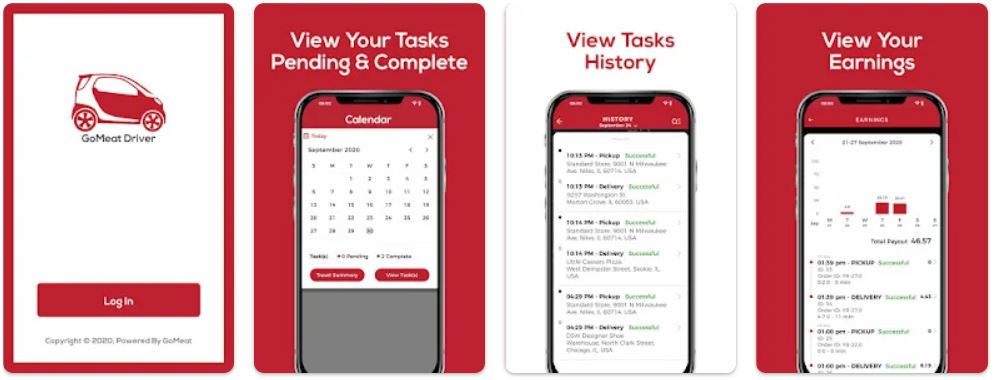 GoMeat Driver
Log In
Copyright © 2020, Powered By GoMeat
View Your Tasks
Pending & Complete
Calendar
Today
September 2020
S M T W T F S
1 2 3 4 5
6 7 8 9 10 11 12
13 14 15 16 17 18 19
20 21 22 23 24 25 26
27 28 29 30
Task(s) 0 Pending 2 Complete
Travel Summary
View Task(s)
View Tasks
History
HISTORY
September 24
10:13 PM - Pickup Successful
Standard Store, 9001 N Milwaukee
Ave, Niles, IL 60714, USA
10:13 PM - Delivery Successful
9257 Washington St,
Morton Grove, IL 60053, USA
10:14 PM - Pickup Successful
Standard Store, 9001 N Milwaukee
Ave, Niles, IL 60714, USA
10:14 PM - Delivery Successful
Little Caesars Pizza,
West Dempster Street, Skokie, IL,
USA
04:29 PM - Pickup Successful
Standard Store, 9001 N Milwaukee
Ave, Niles, IL 60714, USA
04:29 PM - Delivery Successful
DSW Designer Shoe
Warehouse, North Clark Street,
Chicago, IL, USA
View Your
Earnings
EARNINGS
21-27 September 2020
Sep M T W T F S S
Total Payout 46.57
01:39 pm - PICKUP Successful 0
01:39 pm - DELIVERY Successful 4.45
01:00 pm - PICKUP Successful 0
01:00 pm - DELIVERY Successful